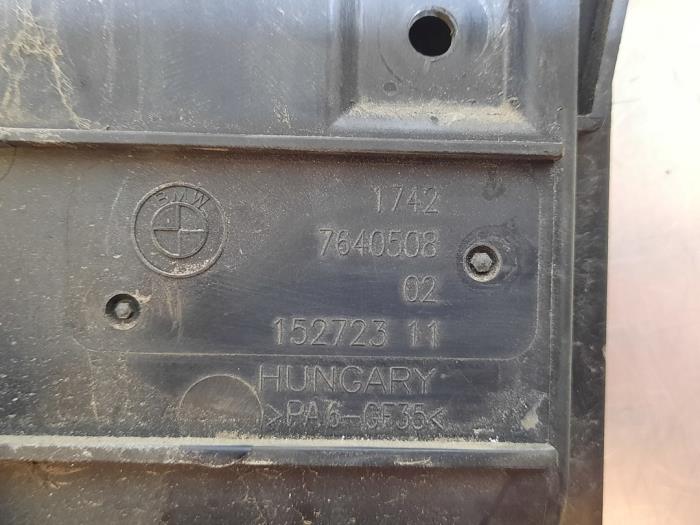 BMW
1742
7640508
02
152723 11
HUNGARY
>PA6-GF35<